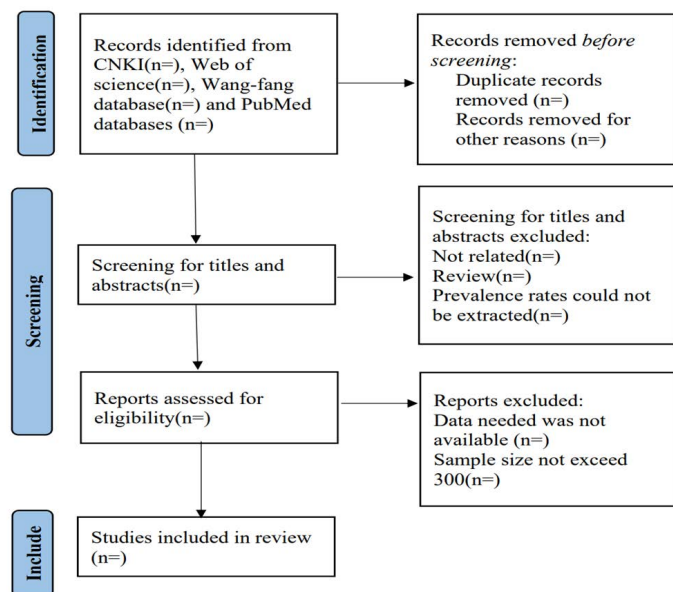 Identification
Records identified from
CNKI(n=), Web of
science(n=), Wang-fang
database(n=) and PubMed
databases (n=)
Records removed before
screening:
Duplicate records
removed (n=)
Records removed for
other reasons (n=)
Screening
Screening for titles and
abstracts(n=)
Screening for titles and
abstracts excluded:
Not related(n=)
Review(n=)
Prevalence rates could not
be extracted(n=)
Reports assessed for
eligibility(n=)
Reports excluded:
Data needed was not
available (n=)
Sample size not exceed
300(n=)
Include
Studies included in review
(n=)